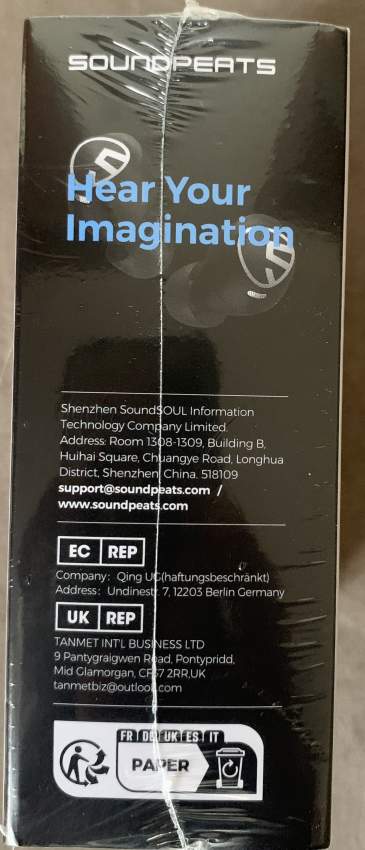 SOUNDPEATS
Hear Your
Imagination
Shenzhen SoundSOUL Information
Technology Company Limited
Address: Room 1308-1309, Building B,
Huihai Square, Chuangye Road, Longhua
District, Shenzhen, China. 518109
support@soundpeats.com /
www.soundpeats.com
EC REP
Company: Qing UG(haftungsbeschränkt)
Address: Undinestr. 7, 12203 Berlin Germany
UK REP
TANMET INT'L BUSINESS LTD
9 Pantygraigwen Road, Pontypridd,
Mid Glamorgan, CF37 2RR,UK
tanmetbiz@outlook.com
FR DE UK ES IT
PAPER